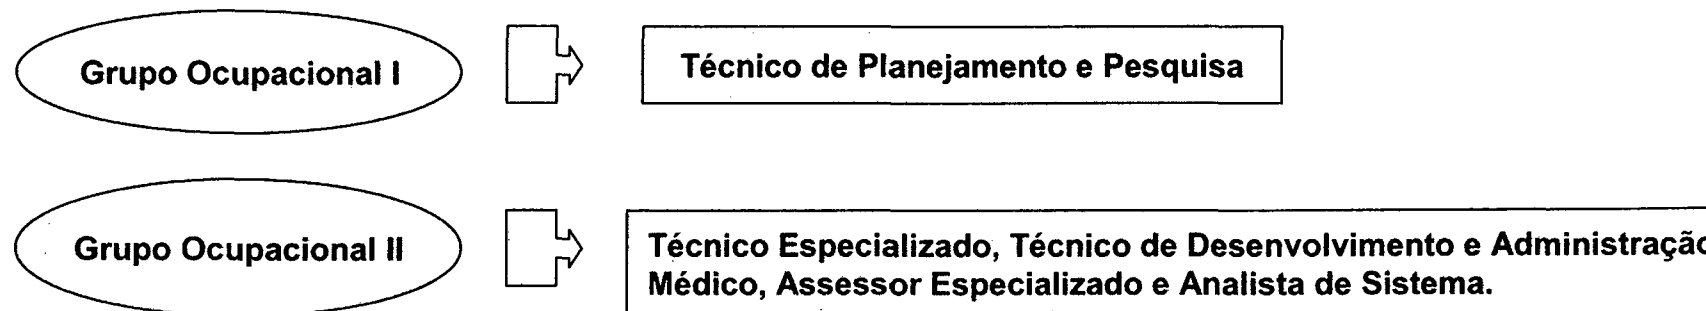 Grupo Ocupacional I
Técnico de Planejamento e Pesquisa
Grupo Ocupacional II
Técnico Especializado, Técnico de Desenvolvimento e Administração
Médico, Assessor Especializado e Analista de Sistema.